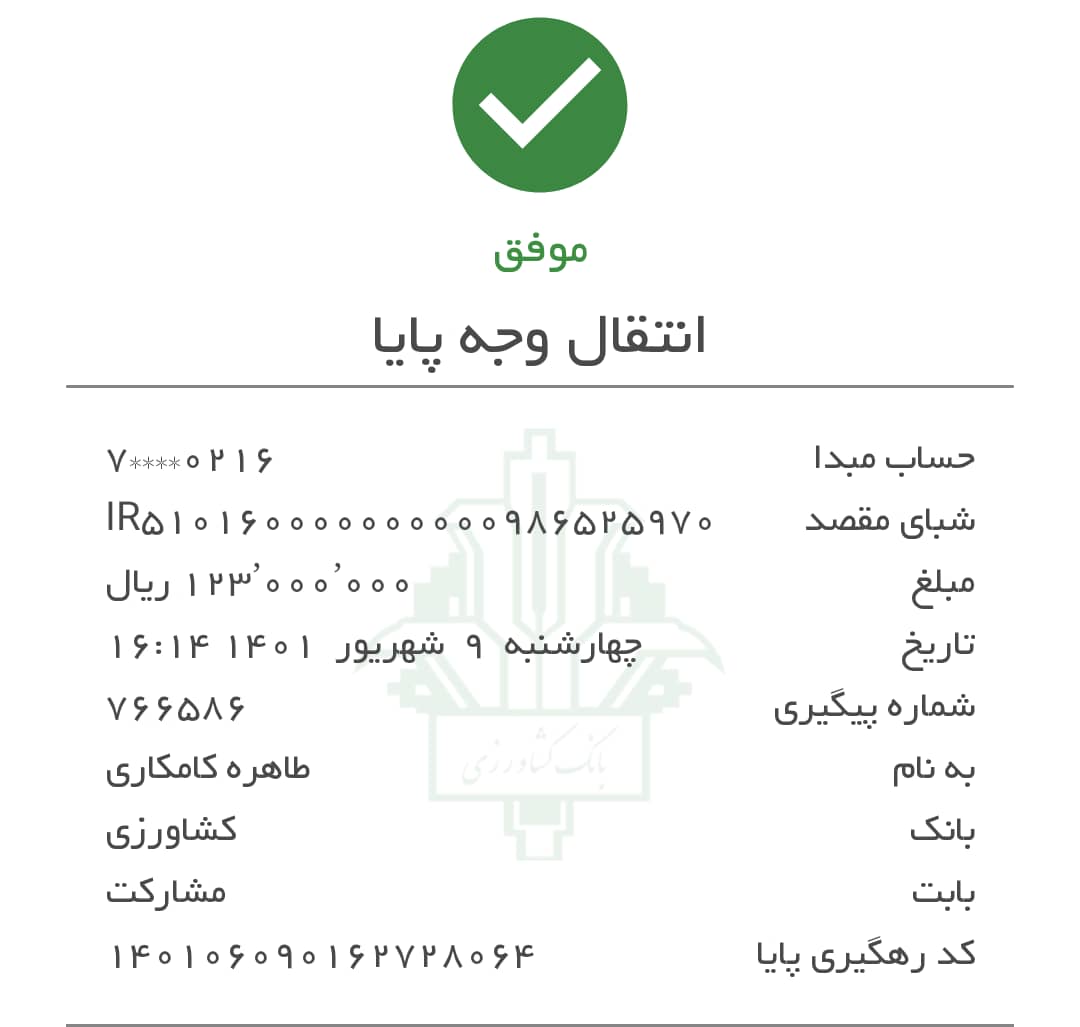 موفق
انتقال وجه پایا
حساب مبدا ۷****۰۲۱۶
شبای مقصد IR۵۱۰۱۶۰۰۰۰۰۰۰۰۰۰۹۸۶۵۲۵۹۷۰
مبلغ ۱۲۳٬۰۰۰٬۰۰۰ ریال
تاریخ چهارشنبه ۹ شهریور ۱۴۰۱ ۱۶:۱۴
شماره پیگیری ۷۶۶۵۸۶
به نام طاهره کامکاری
بانک کشاورزی
بابت مشارکت
کد رهگیری پایا ۱۴۰۱۰۶۰۹۰۱۶۲۷۲۸۰۶۴
بانک کشاورزی